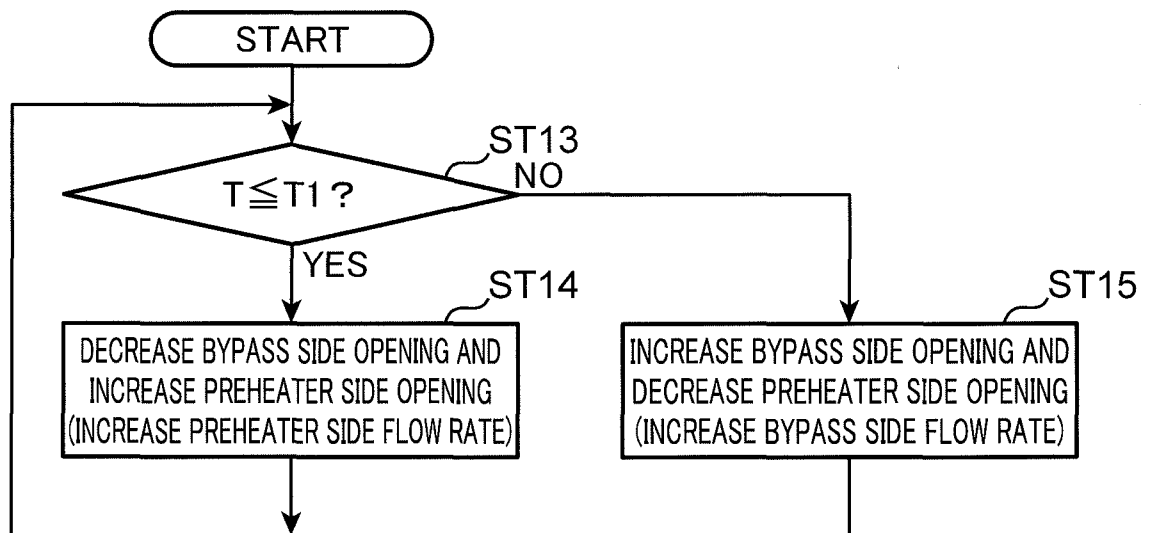 START
ST13
T≦T1?
NO
YES
ST14
ST15
DECREASE BYPASS SIDE OPENING AND
INCREASE PREHEATER SIDE OPENING
(INCREASE PREHEATER SIDE FLOW RATE)
INCREASE BYPASS SIDE OPENING AND
DECREASE PREHEATER SIDE OPENING
(INCREASE BYPASS SIDE FLOW RATE)